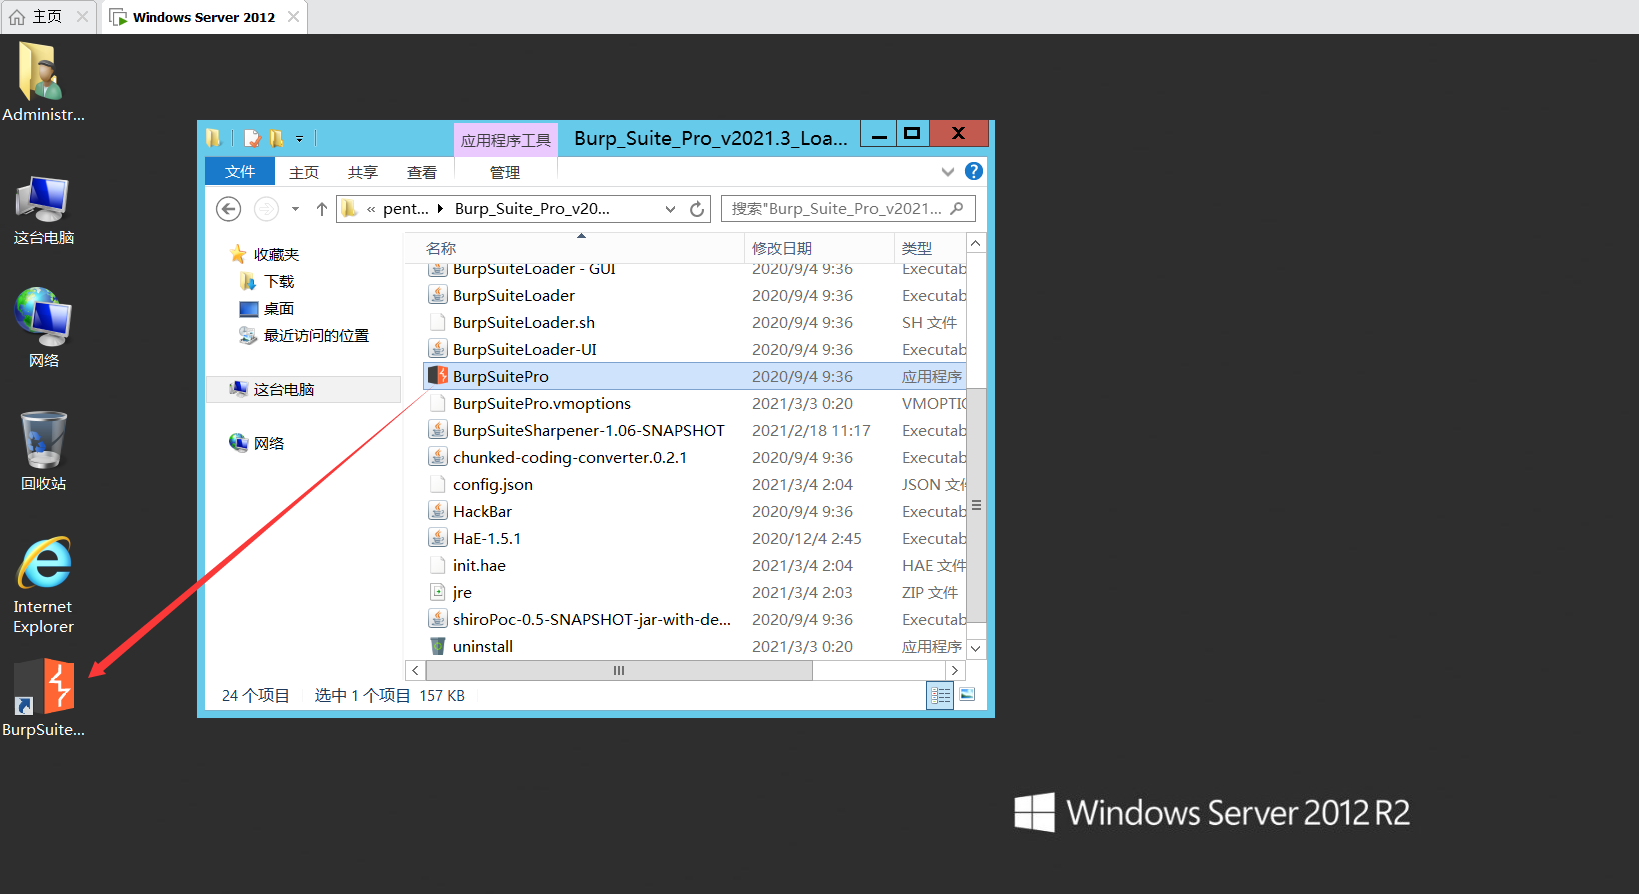 主页
Windows Server 2012
Administr...
这台电脑
网络
回收站
Internet
Explorer
BurpSuite...
应用程序工具
Burp_Suite_Pro_v2021.3_Loa...
文件
主页
共享
查看
管理
« pent... Burp_Suite_Pro_v20...
搜索"Burp_Suite_Pro_v2021...
收藏夹
下载
桌面
最近访问的位置
这台电脑
网络
名称 修改日期 类型
BurpSuiteLoader - GUI 2020/9/4 9:36 Executab
BurpSuiteLoader 2020/9/4 9:36 Executab
BurpSuiteLoader.sh 2020/9/4 9:36 SH 文件
BurpSuiteLoader-UI 2020/9/4 9:36 Executab
BurpSuitePro 2020/9/4 9:36 应用程序
BurpSuitePro.vmoptions 2021/3/3 0:20 VMOPTIO
BurpSuiteSharpener-1.06-SNAPSHOT 2021/2/18 11:17 Executab
chunked-coding-converter.0.2.1 2020/9/4 9:36 Executab
config.json 2021/3/4 2:04 JSON 文件
HackBar 2020/9/4 9:36 Executab
HaE-1.5.1 2020/12/4 2:45 Executab
init.hae 2021/3/4 2:04 HAE 文件
jre 2021/3/4 2:03 ZIP 文件
shiroPoc-0.5-SNAPSHOT-jar-with-de... 2020/9/4 9:36 Executab
uninstall 2021/3/3 0:20 应用程序
24 个项目 选中 1 个项目 157 KB
Windows Server 2012 R2